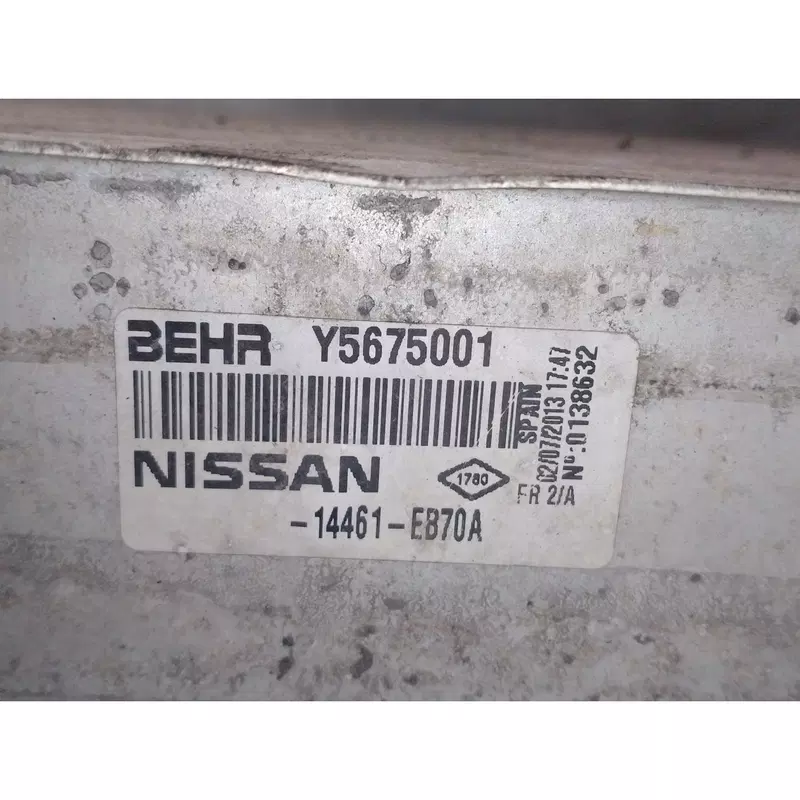 BEHR Y5675001
SPAIN
02/07/2013 17:47
Nº:0138632
NISSAN
1780
FR 2/A
-14461-EB70A